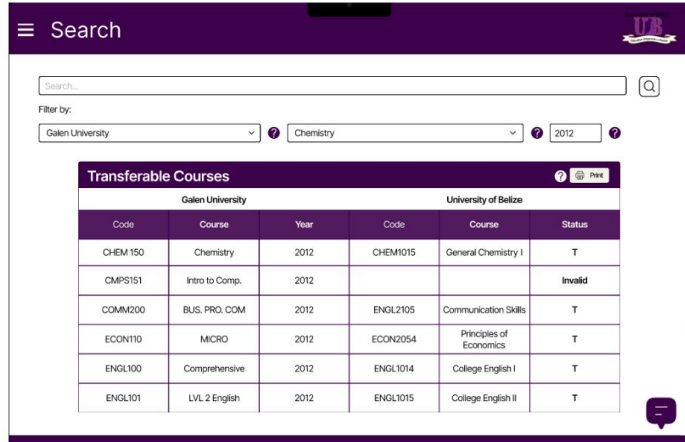 Search
UB
Search...
Filter by:
Galen University ? Chemistry ? 2012 ?
Transferable Courses ? Print
Galen University University of Belize
Code Course Year Code Course Status
CHEM 150 Chemistry 2012 CHEM1015 General Chemistry I T
CMPS151 Intro to Comp. 2012 Invalid
COMM200 BUS. PRO. COM 2012 ENGL2105 Communication Skills T
ECON110 MICRO 2012 ECON2054 Principles of Economics T
ENGL100 Comprehensive 2012 ENGL1014 College English I T
ENGL101 LVL 2 English 2012 ENGL1015 College English II T